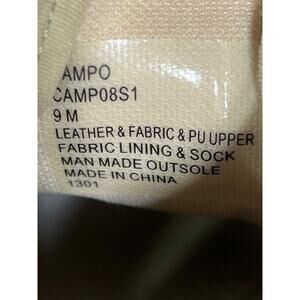 AMPO
CAMP08S1
9 M
LEATHER & FABRIC & PU UPPER
FABRIC LINING & SOCK
MAN MADE OUTSOLE
MADE IN CHINA
1301